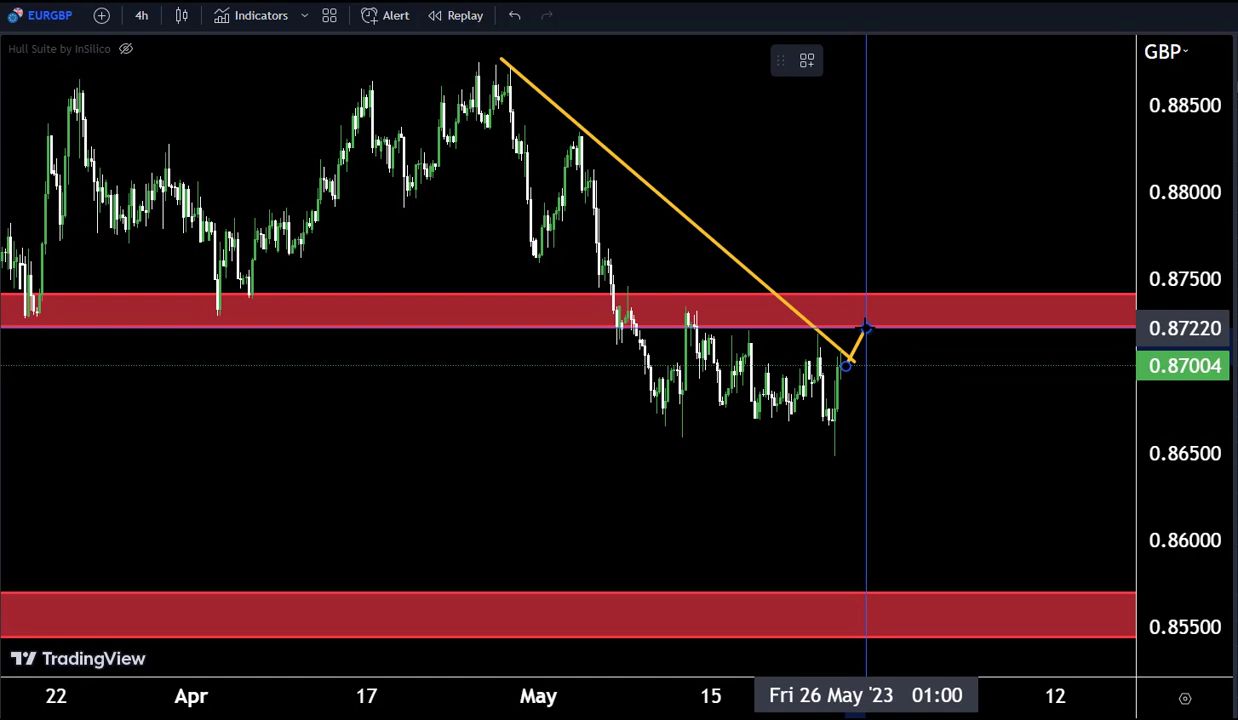 EURGBP 4h Indicators Alert Replay
Hull Suite by InSilico
GBP
0.88500
0.88000
0.87500
0.87220
0.87004
0.86500
0.86000
0.85500
TradingView
22 Apr 17 May 15 Fri 26 May '23 01:00 12